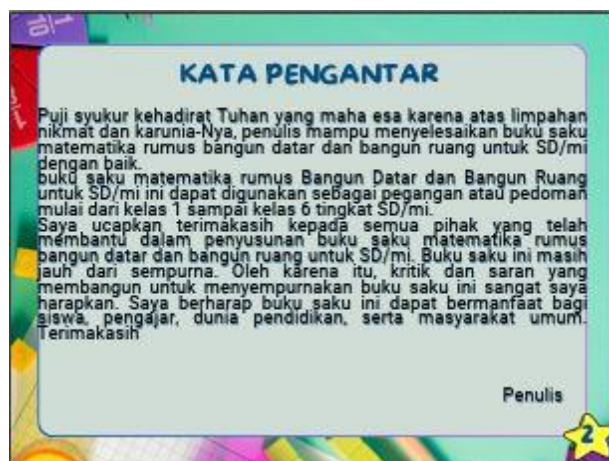 1
10
KATA PENGANTAR
Puji syukur kehadirat Tuhan yang maha esa karena atas limpahan
nikmat dan karunia-Nya, penulis mampu menyelesaikan buku saku
matematika rumus bangun datar dan bangun ruang untuk SD/mi
dengan baik.
buku saku matematika rumus Bangun Datar dan Bangun Ruang
untuk SD/mi ini dapat digunakan sebagai pegangan atau pedoman
mulai dari kelas 1 sampai kelas 6 tingkat SD/mi.
Saya ucapkan terimakasih kepada semua pihak yang telah
membantu dalam penyusunan buku saku matematika rumus
bangun datar dan bangun ruang untuk SD/mi. Buku saku ini masih
jauh dari sempurna. Oleh karena itu, kritik dan saran yang
membangun untuk menyempurnakan buku saku ini sangat saya
harapkan. Saya berharap buku saku ini dapat bermanfaat bagi
siswa, pengajar, dunia pendidikan, serta masyarakat umum.
Terimakasih
Penulis
2